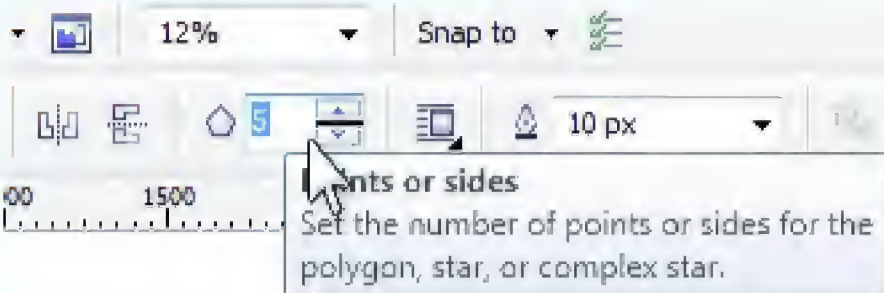 12% Snap to
5 10 px
00 1500
Points or sides
Set the number of points or sides for the
polygon, star, or complex star.